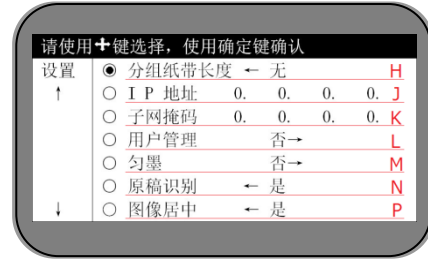 请使用✚键选择，使用确定键确认
设置 ◉ 分组纸带长度 ← 无 H
↑ ○ IP 地址 0. 0. 0. 0. J
○ 子网掩码 0. 0. 0. 0. K
○ 用户管理 否→ L
○ 匀墨 否→ M
○ 原稿识别 ← 是 N
↓ ○ 图像居中 ← 是 P